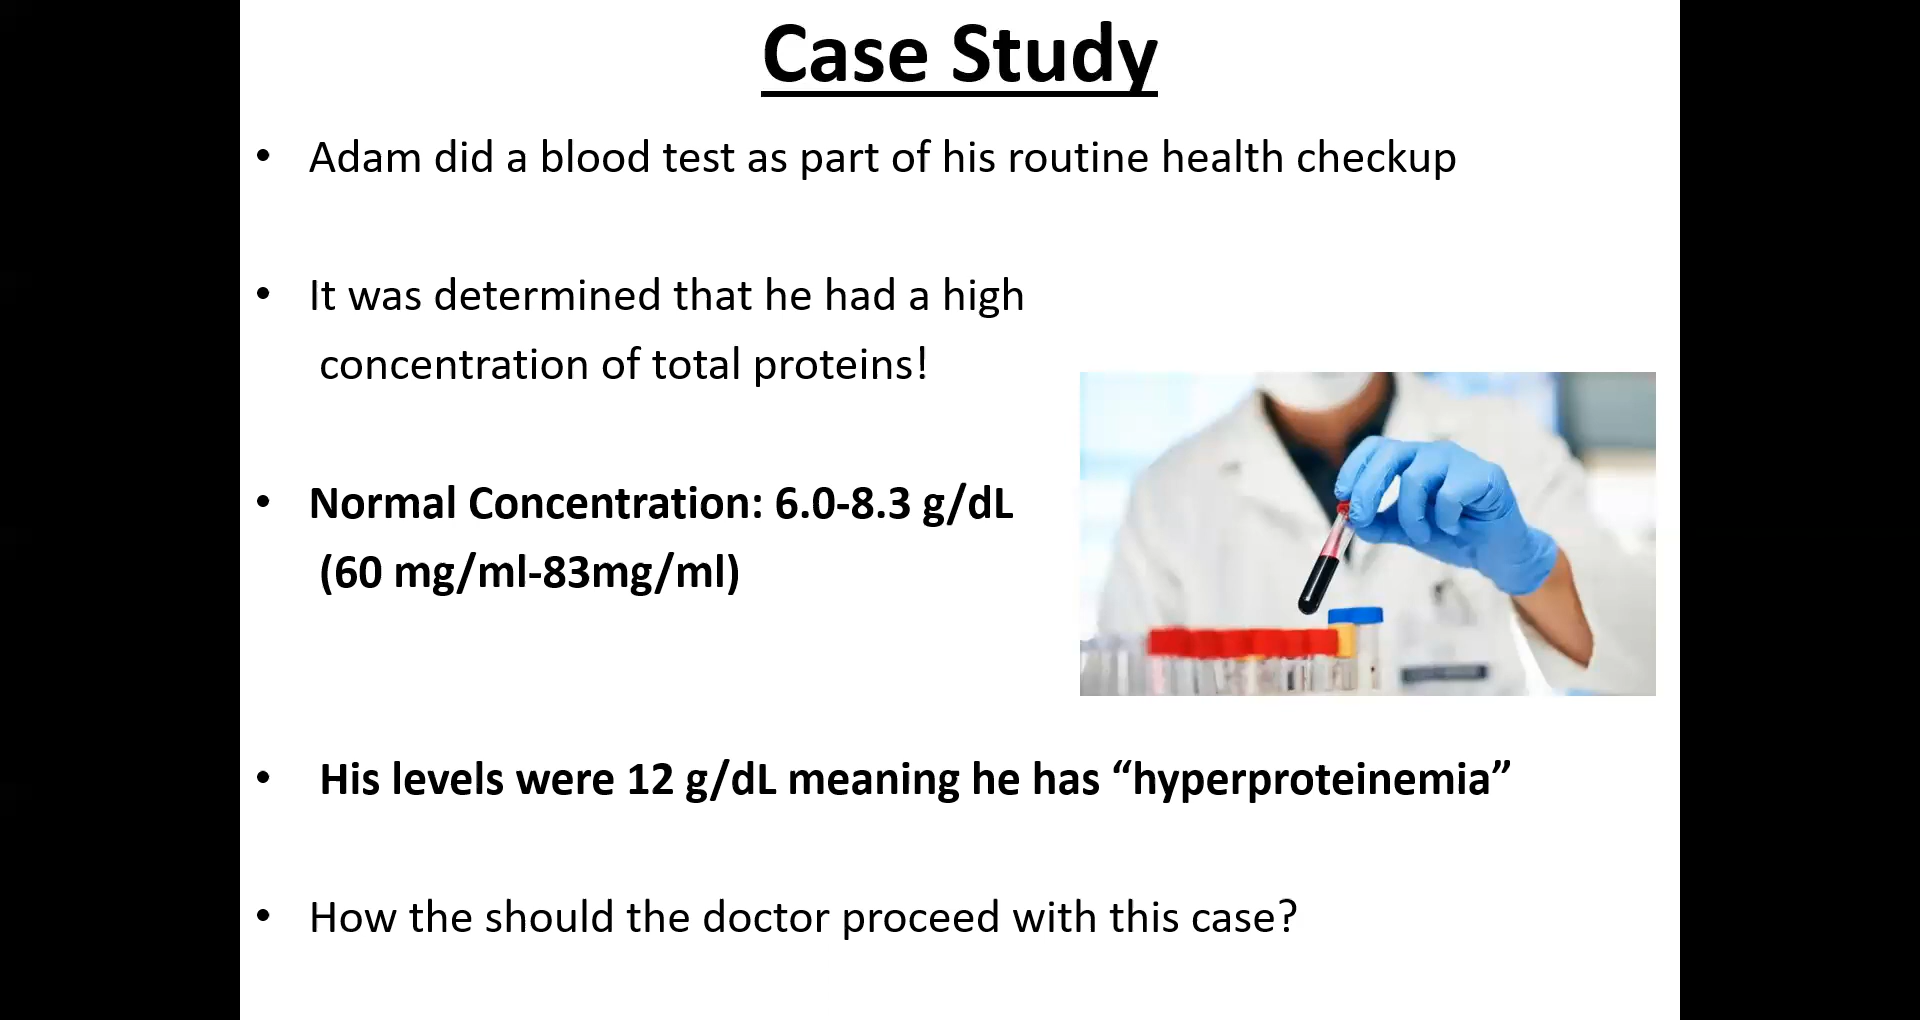 Case Study
• Adam did a blood test as part of his routine health checkup
• It was determined that he had a high
concentration of total proteins!
• Normal Concentration: 6.0-8.3 g/dL
(60 mg/ml-83mg/ml)
• His levels were 12 g/dL meaning he has “hyperproteinemia”
• How the should the doctor proceed with this case?